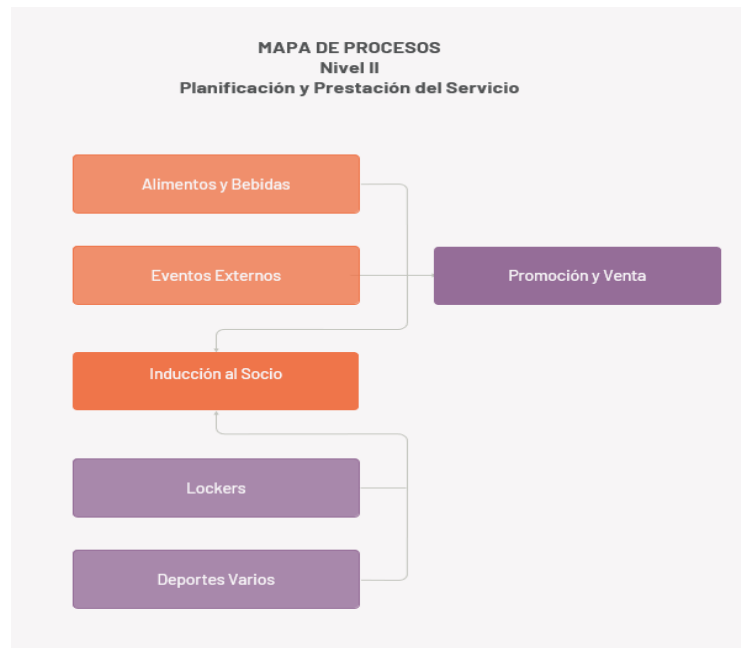 MAPA DE PROCESOS
Nivel II
Planificación y Prestación del Servicio
Alimentos y Bebidas
Eventos Externos
Promoción y Venta
Inducción al Socio
Lockers
Deportes Varios